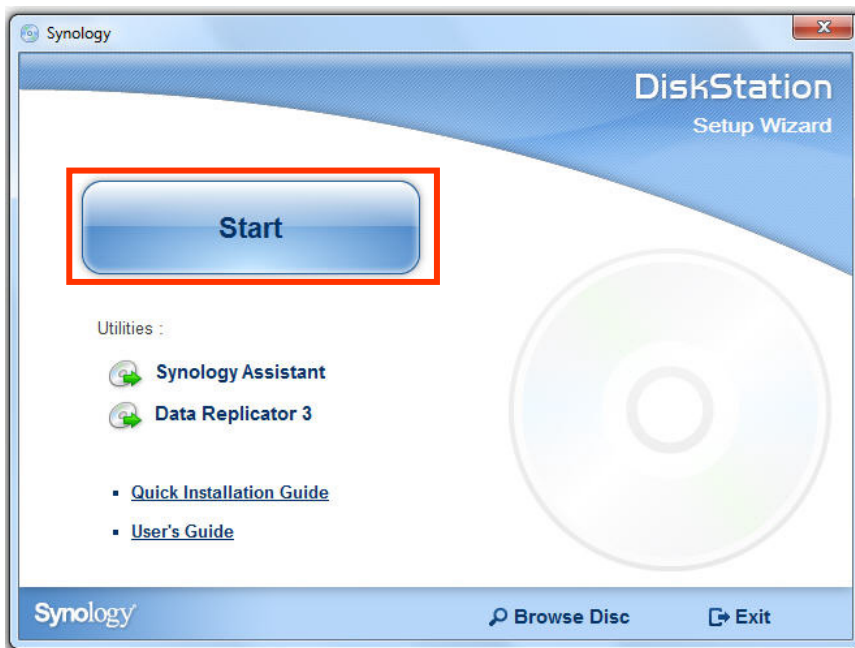 Synology
DiskStation
Setup Wizard
Start
Utilities :
Synology Assistant
Data Replicator 3
Quick Installation Guide
User's Guide
Synology
Browse Disc
Exit